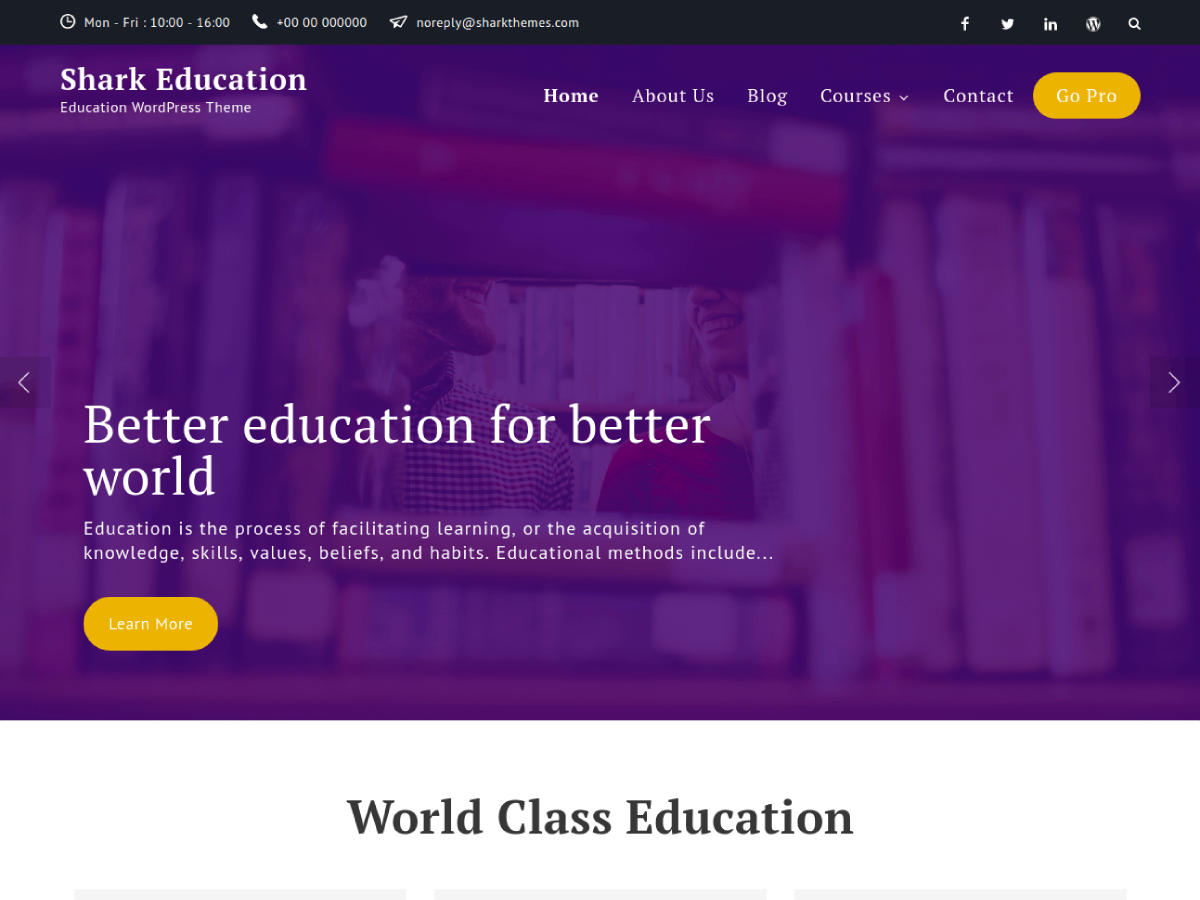 Mon - Fri : 10:00 - 16:00
+00 00 000000
noreply@sharkthemes.com
Shark Education
Education WordPress Theme
Home
About Us
Blog
Courses
Contact
Go Pro
Better education for better
world
Education is the process of facilitating learning, or the acquisition of
knowledge, skills, values, beliefs, and habits. Educational methods include...
Learn More
World Class Education